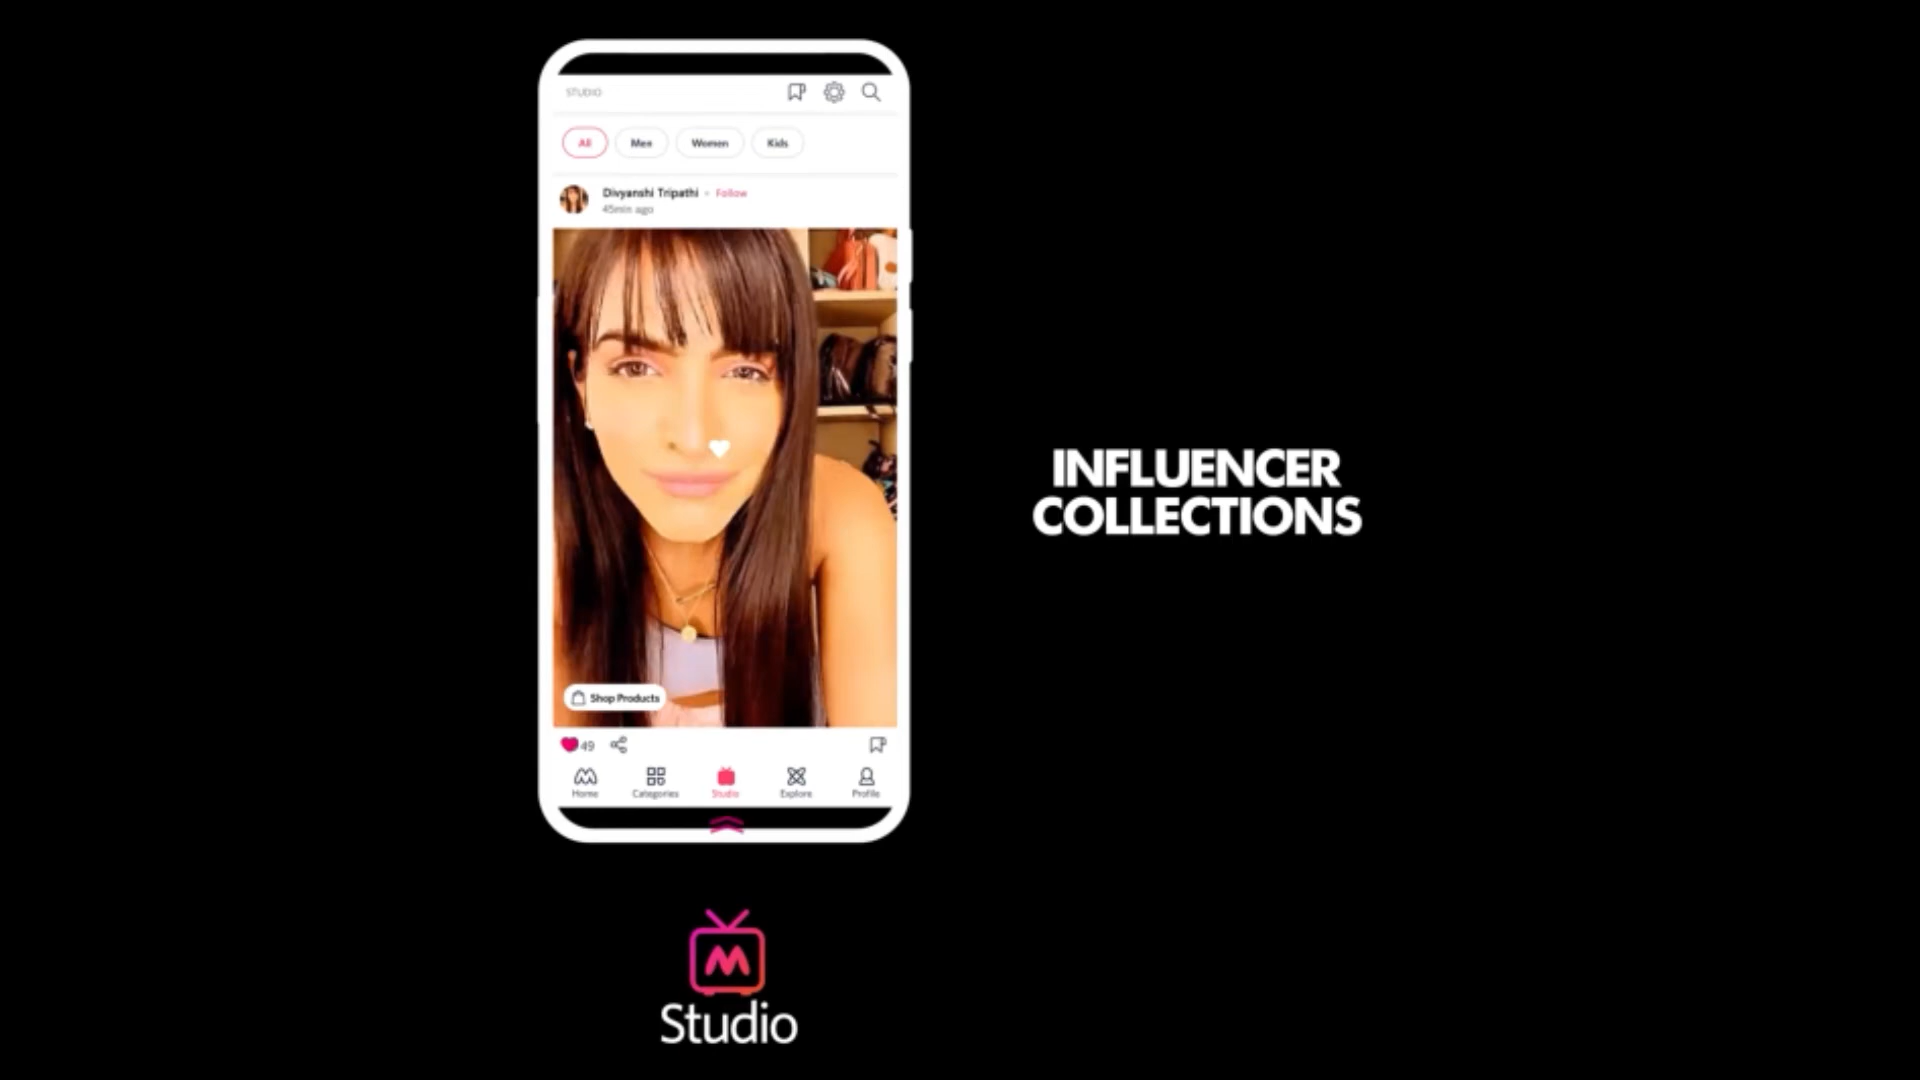 STUDIO
All Men Women Kids
Divyanshi Tripathi • Follow
45min ago
INFLUENCER
COLLECTIONS
Shop Products
49
Home Categories Studio Explore Profile
Studio